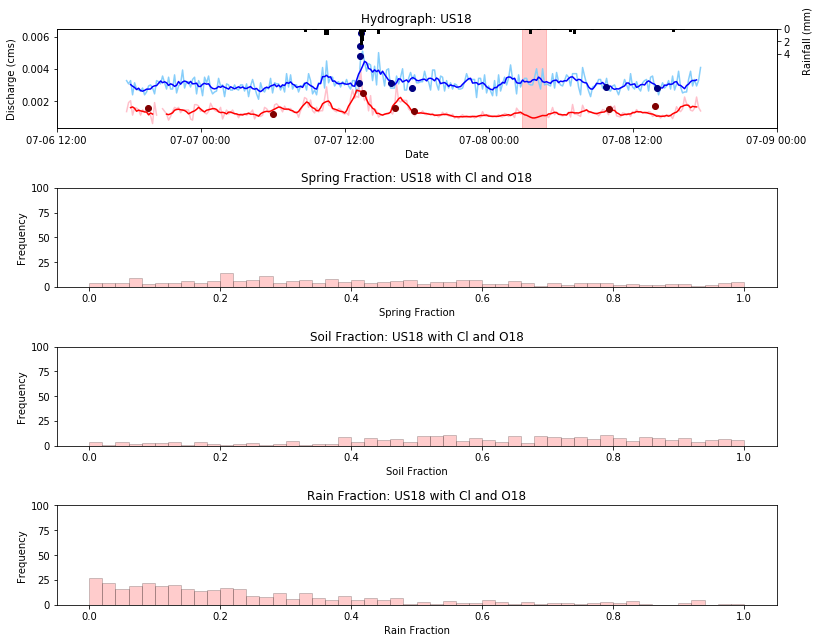 Hydrograph: US18
0.006
0.004
0.002
Discharge (cms)
0
2
4
Rainfall (mm)
07-06 12:00 07-07 00:00 07-07 12:00 07-08 00:00 07-08 12:00 07-09 00:00
Date
Spring Fraction: US18 with Cl and O18
100
75
50
25
0
Frequency
0.0 0.2 0.4 0.6 0.8 1.0
Spring Fraction
Soil Fraction: US18 with Cl and O18
100
75
50
25
0
Frequency
0.0 0.2 0.4 0.6 0.8 1.0
Soil Fraction
Rain Fraction: US18 with Cl and O18
100
75
50
25
0
Frequency
0.0 0.2 0.4 0.6 0.8 1.0
Rain Fraction